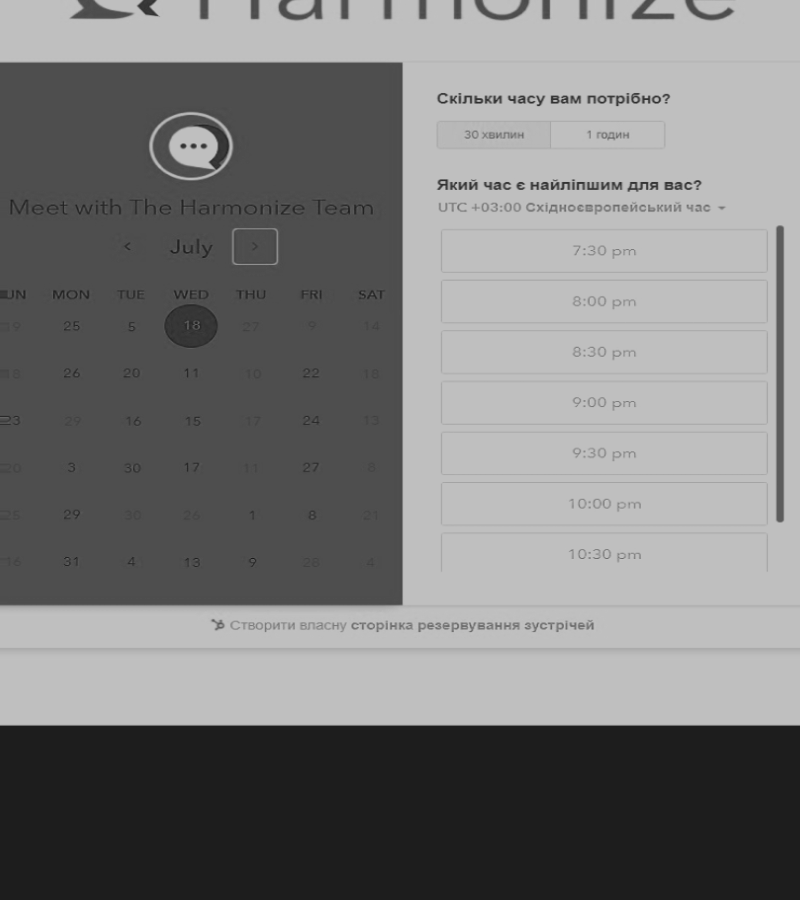 Harmonize
Meet with The Harmonize Team
< July >
SUN MON TUE WED THU FRI SAT
19 25 5 18 27 9 14
18 26 20 11 10 22 18
23 29 16 15 17 24 13
20 3 30 17 11 27 8
25 29 30 26 1 8 21
16 31 4 13 9 28 4
Скільки часу вам потрібно?
30 хвилин 1 годин
Який час є найліпшим для вас?
UTC +03:00 Східноєвропейський час
7:30 pm
8:00 pm
8:30 pm
9:00 pm
9:30 pm
10:00 pm
10:30 pm
Створити власну сторінка резервування зустрічей